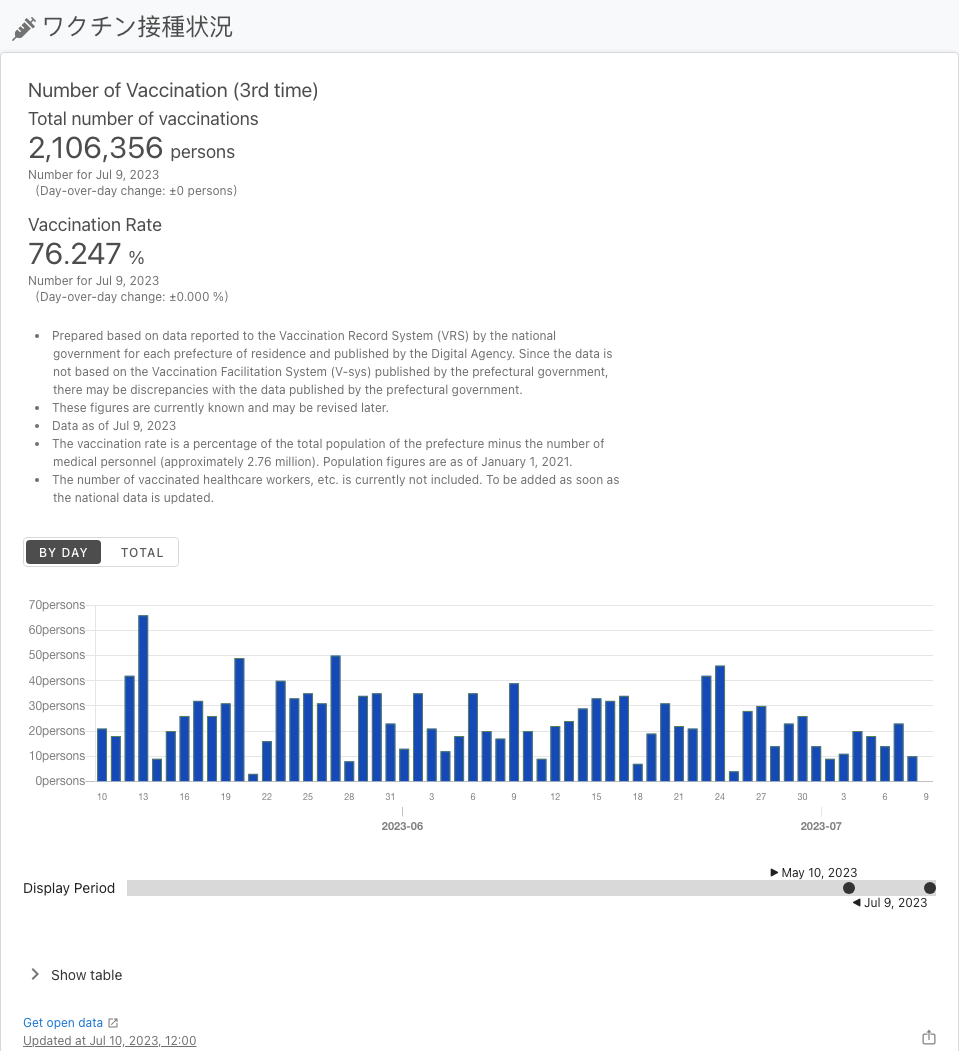 ワクチン接種状況
Number of Vaccination (3rd time)
Total number of vaccinations
2,106,356 persons
Number for Jul 9, 2023
(Day-over-day change: ±0 persons)
Vaccination Rate
76.247 %
Number for Jul 9, 2023
(Day-over-day change: ±0.000 %)
• Prepared based on data reported to the Vaccination Record System (VRS) by the national
government for each prefecture of residence and published by the Digital Agency. Since the data is
not based on the Vaccination Facilitation System (V-sys) published by the prefectural government,
there may be discrepancies with the data published by the prefectural government.
• These figures are currently known and may be revised later.
• Data as of Jul 9, 2023
• The vaccination rate is a percentage of the total population of the prefecture minus the number of
medical personnel (approximately 2.76 million). Population figures are as of January 1, 2021.
• The number of vaccinated healthcare workers, etc. is currently not included. To be added as soon as
the national data is updated.
BY DAY TOTAL
70persons
60persons
50persons
40persons
30persons
20persons
10persons
0persons
10 13 16 19 22 25 28 31 3 6 9 12 15 18 21 24 27 30 3 6 9
2023-06 2023-07
▶ May 10, 2023
Display Period
◀ Jul 9, 2023
Show table
Get open data
Updated at Jul 10, 2023, 12:00